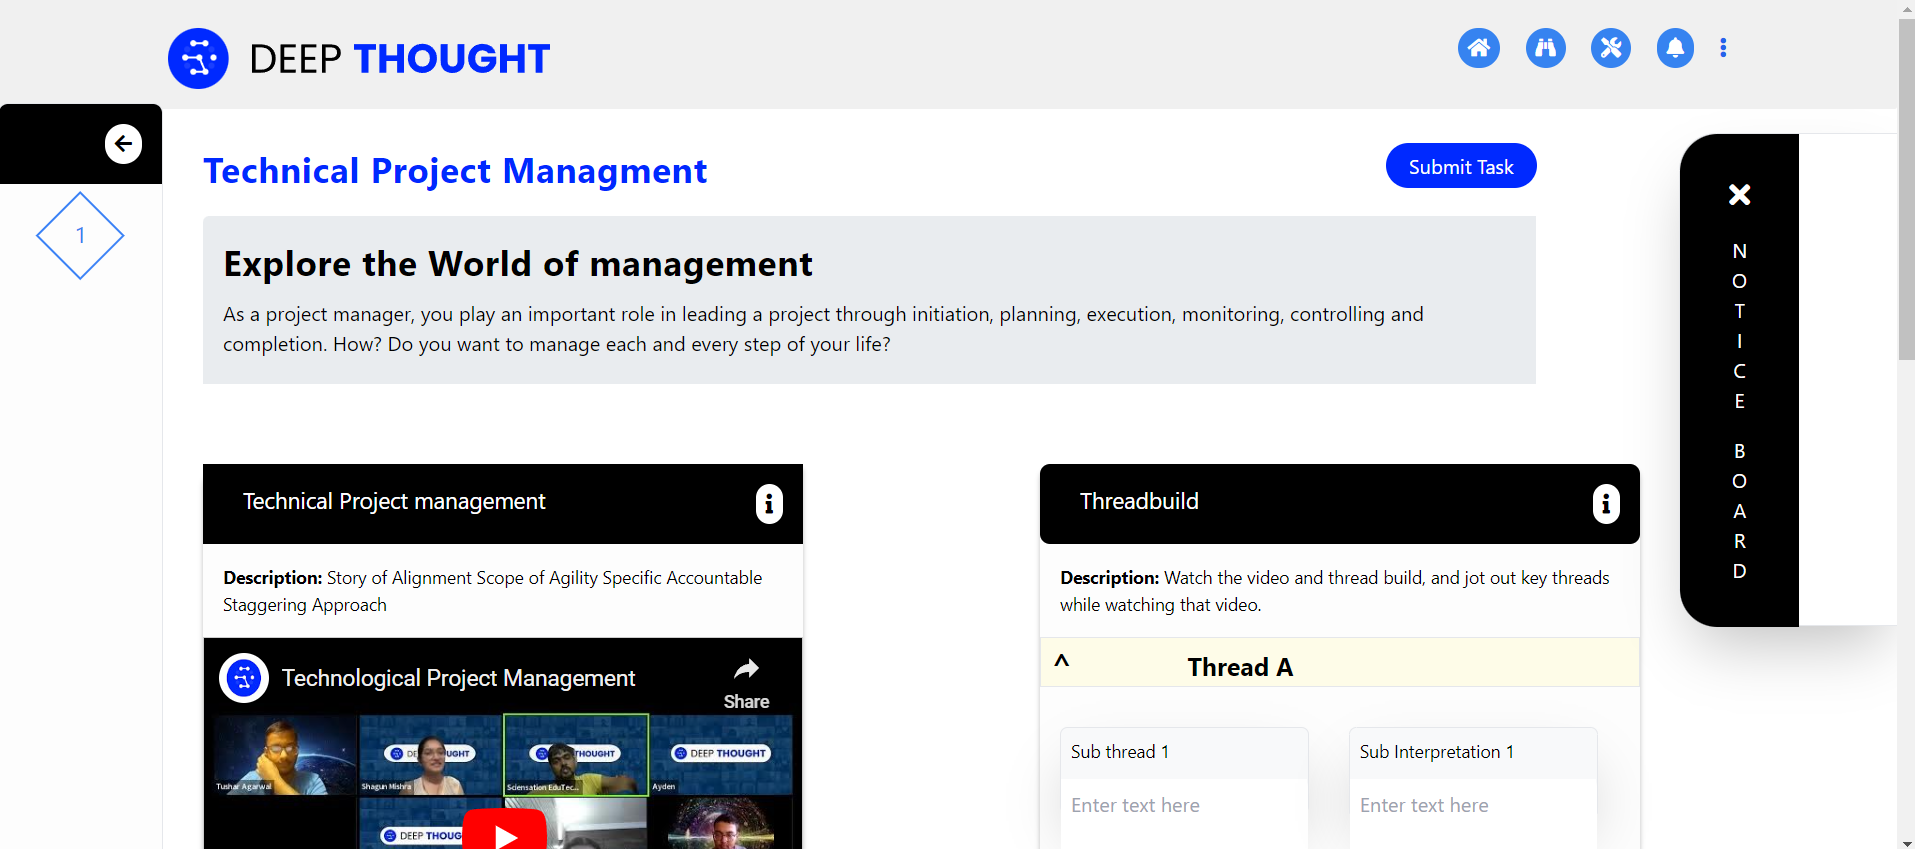 DEEP THOUGHT
1
Technical Project Managment
Submit Task
Explore the World of management
As a project manager, you play an important role in leading a project through initiation, planning, execution, monitoring, controlling and
completion. How? Do you want to manage each and every step of your life?
NOTICE BOARD
Technical Project management
Description: Story of Alignment Scope of Agility Specific Accountable
Staggering Approach
Technological Project Management
Share
DE OUGHT
THOUGHT
DEEP THOUGHT
Tushar Agarwal
Shagun Mishra
Sciensation EduTec...
Ayden
DEEP THOUG
Threadbuild
Description: Watch the video and thread build, and jot out key threads
while watching that video.
^ Thread A
Sub thread 1
Enter text here
Sub Interpretation 1
Enter text here